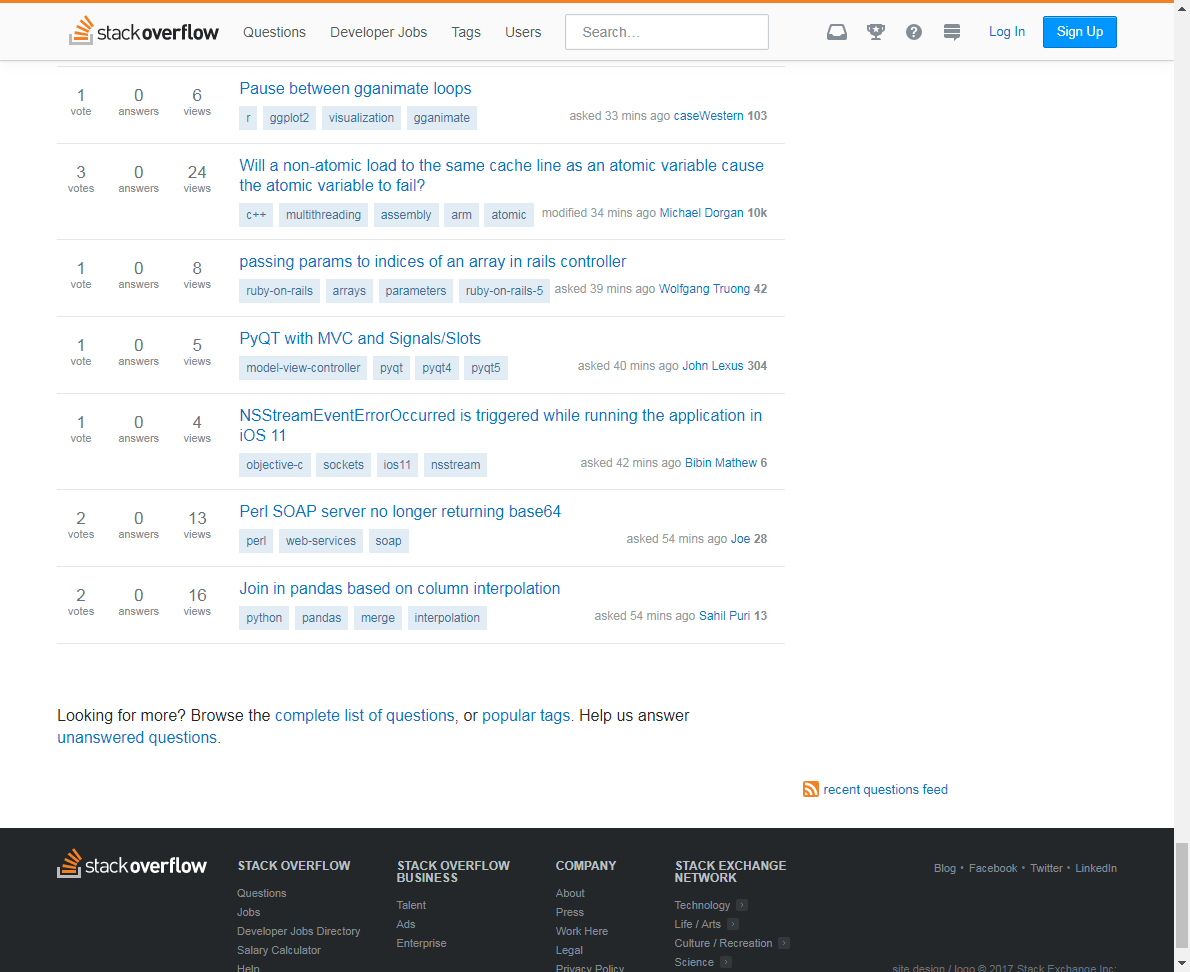 stack overflow Questions Developer Jobs Tags Users Search... Log In Sign Up
1 0 6 Pause between gganimate loops
vote answers views
r ggplot2 visualization gganimate asked 33 mins ago caseWestern 103
3 0 24 Will a non-atomic load to the same cache line as an atomic variable cause
votes answers views the atomic variable to fail?
c++ multithreading assembly arm atomic modified 34 mins ago Michael Dorgan 10k
1 0 8 passing params to indices of an array in rails controller
vote answers views
ruby-on-rails arrays parameters ruby-on-rails-5 asked 39 mins ago Wolfgang Truong 42
1 0 5 PyQT with MVC and Signals/Slots
vote answers views
model-view-controller pyqt pyqt4 pyqt5 asked 40 mins ago John Lexus 304
1 0 4 NSStreamEventErrorOccurred is triggered while running the application in
vote answers views iOS 11
objective-c sockets ios11 nsstream asked 42 mins ago Bibin Mathew 6
2 0 13 Perl SOAP server no longer returning base64
votes answers views
perl web-services soap asked 54 mins ago Joe 28
2 0 16 Join in pandas based on column interpolation
votes answers views
python pandas merge interpolation asked 54 mins ago Sahil Puri 13
Looking for more? Browse the complete list of questions, or popular tags. Help us answer
unanswered questions.
recent questions feed
stack overflow
STACK OVERFLOW
Questions
Jobs
Developer Jobs Directory
Salary Calculator
Help
STACK OVERFLOW
BUSINESS
Talent
Ads
Enterprise
COMPANY
About
Press
Work Here
Legal
Privacy Policy
STACK EXCHANGE
NETWORK
Technology
Life / Arts
Culture / Recreation
Science
Blog • Facebook • Twitter • LinkedIn
site design / logo © 2017 Stack Exchange Inc;